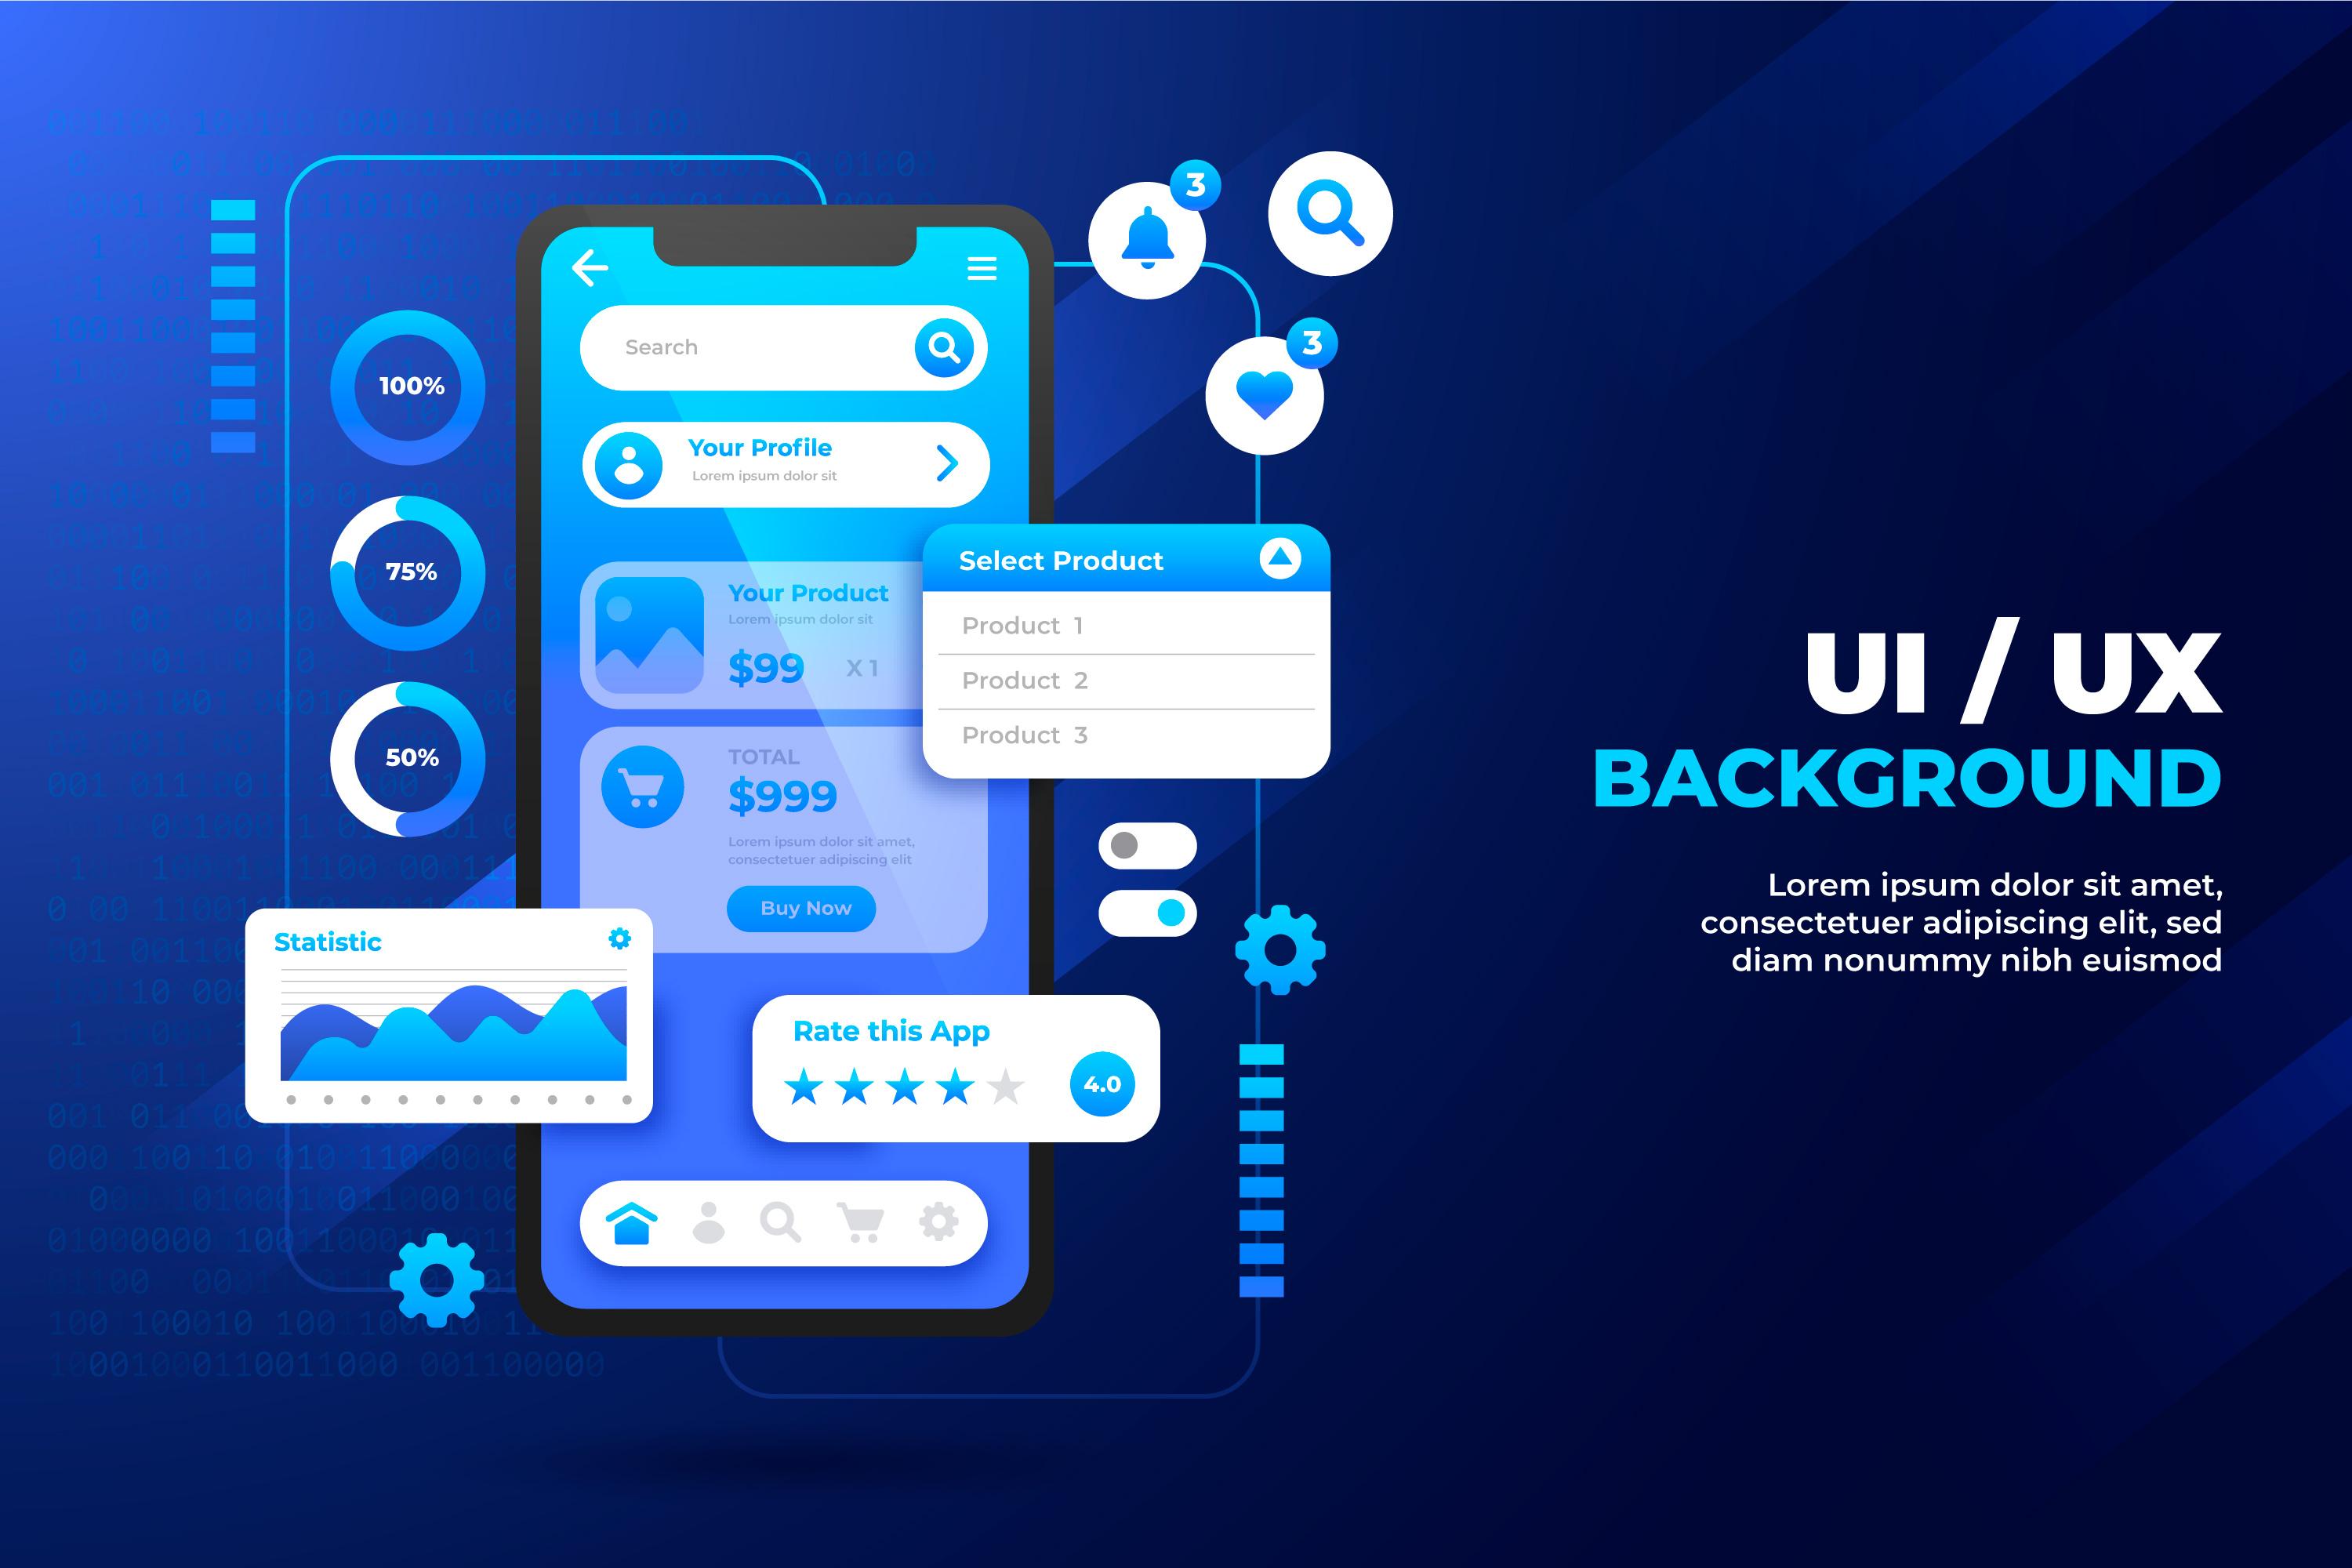 3
3
100%
Search
Your Profile
Lorem ipsum dolor sit
75%
Select Product
Your Product
Lorem ipsum dolor sit
$99 X 1
Product 1
Product 2
Product 3
50%
TOTAL
$999
Lorem ipsum dolor sit amet,
consectetuer adipiscing elit
Buy Now
Statistic
Rate this App
4.0
UI / UX
BACKGROUND
Lorem ipsum dolor sit amet,
consectetuer adipiscing elit, sed
diam nonummy nibh euismod